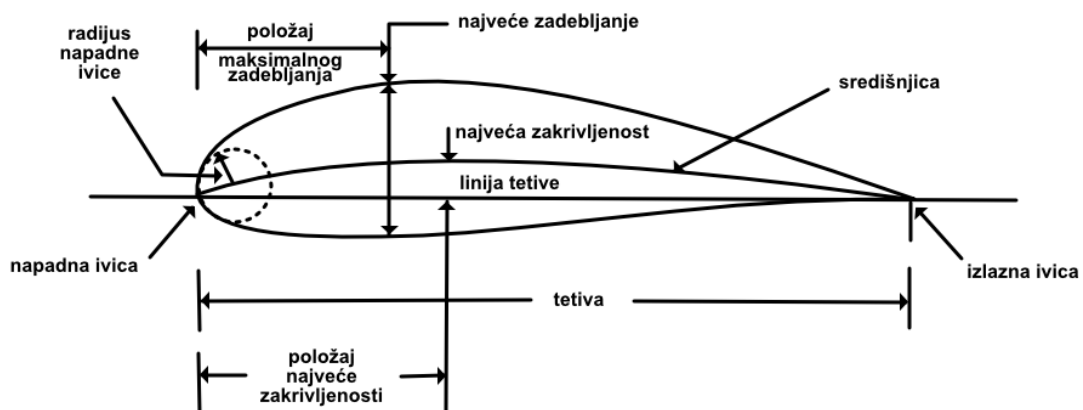 radijus
napadne
ivice
položaj
maksimalnog
zadebljanja
najveće zadebljanje
središnjica
najveća zakrivljenost
linija tetive
napadna ivica
izlazna ivica
tetiva
položaj
najveće
zakrivljenosti